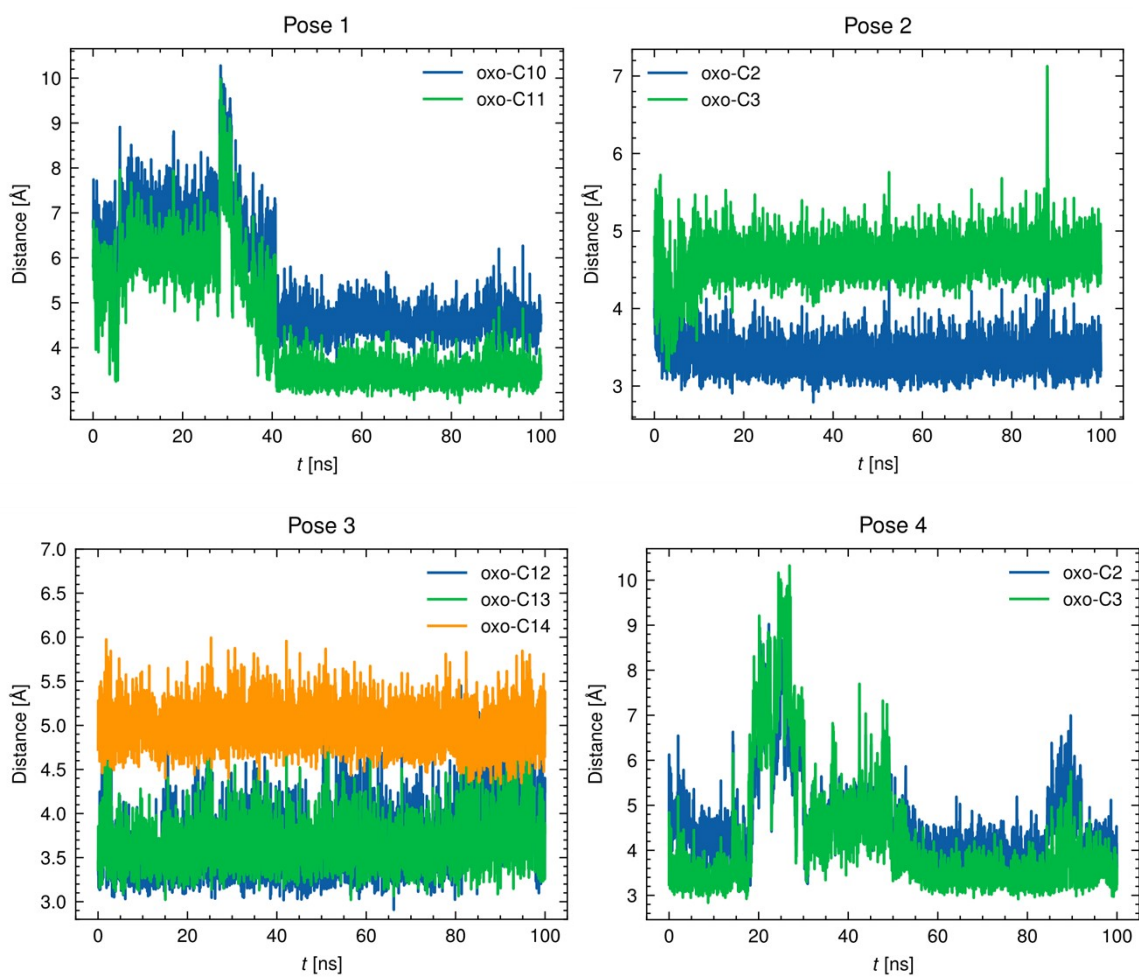 Pose 1
Distance [Å]
10
9
8
7
6
5
4
3
oxo-C10
oxo-C11
0 20 40 60 80 100
t [ns]
Pose 2
Distance [Å]
7
6
5
4
3
oxo-C2
oxo-C3
0 20 40 60 80 100
t [ns]
Pose 3
Distance [Å]
7.0
6.5
6.0
5.5
5.0
4.5
4.0
3.5
3.0
oxo-C12
oxo-C13
oxo-C14
0 20 40 60 80 100
t [ns]
Pose 4
Distance [Å]
10
9
8
7
6
5
4
3
oxo-C2
oxo-C3
0 20 40 60 80 100
t [ns]